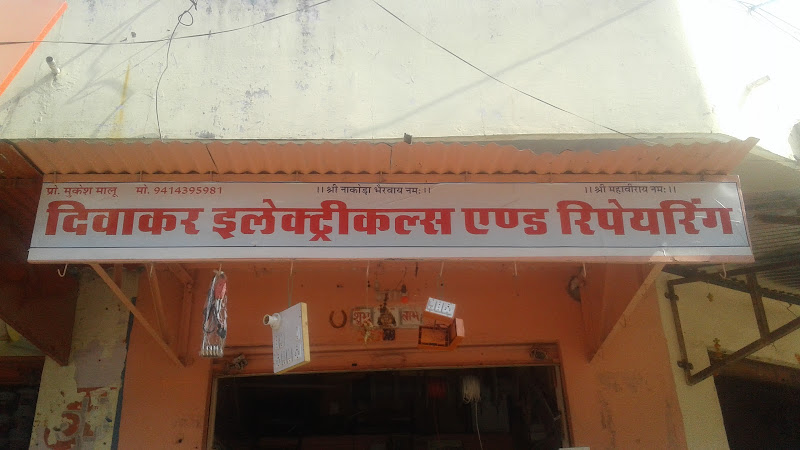 प्रो. मुकेश मालू मो. 9414395981 ।। श्री नाकोड़ा भैरवाय नमः ।। ।। श्री महावीराय नमः ।।
दिवाकर इलेक्ट्रीकल्स एण्ड रिपेयरिंग
शुभ लाभ